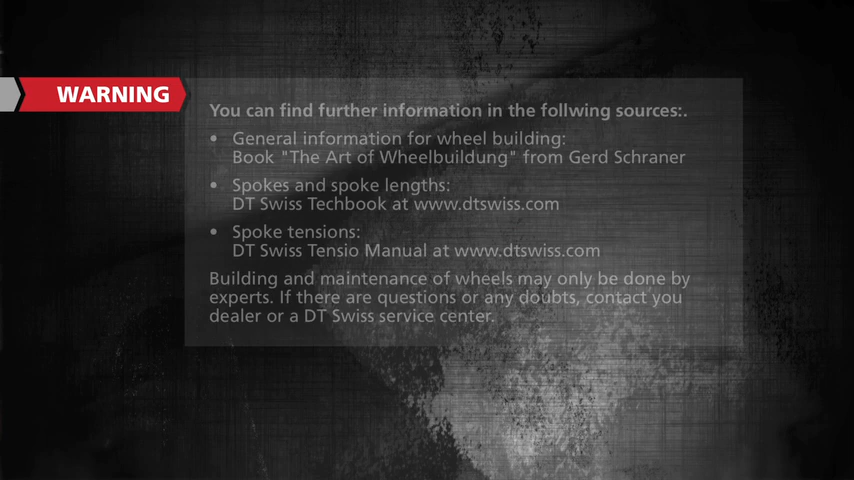 WARNING
You can find further information in the follwing sources:.
• General information for wheel building:
Book "The Art of Wheelbuildung" from Gerd Schraner
• Spokes and spoke lengths:
DT Swiss Techbook at www.dtswiss.com
• Spoke tensions:
DT Swiss Tensio Manual at www.dtswiss.com
Building and maintenance of wheels may only be done by
experts. If there are questions or any doubts, contact you
dealer or a DT Swiss service center.